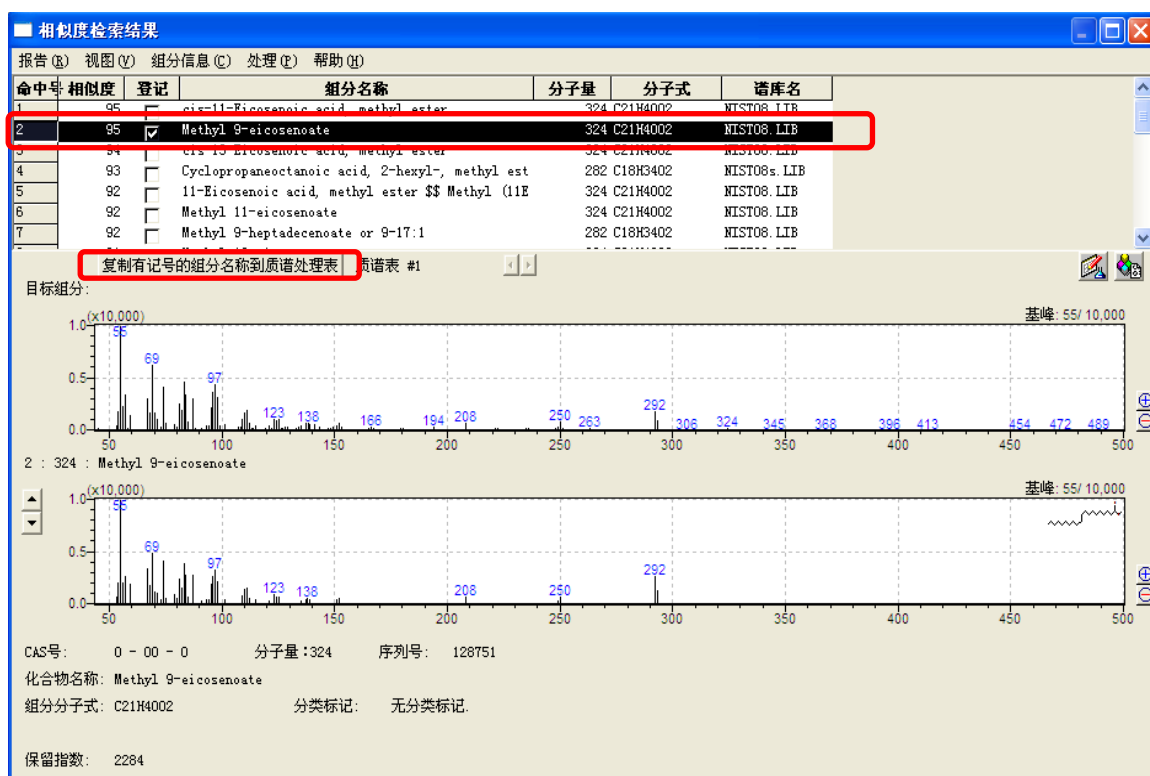 相似度检索结果
报告(R) 视图(V) 组分信息(C) 处理(P) 帮助(H)
命中号 相似度 登记 组分名称 分子量 分子式 谱库名
1 95 cis-11-Eicosenoic acid, methyl ester 324 C21H40O2 NIST08.LIB
2 95 Methyl 9-eicosenoate 324 C21H40O2 NIST08.LIB
3 94 cis-13-Eicosenoic acid, methyl ester 324 C21H40O2 NIST08.LIB
4 93 Cyclopropaneoctanoic acid, 2-hexyl-, methyl est 282 C18H34O2 NIST08s.LIB
5 92 11-Eicosenoic acid, methyl ester $$ Methyl (11E 324 C21H40O2 NIST08.LIB
6 92 Methyl 11-eicosenoate 324 C21H40O2 NIST08.LIB
7 92 Methyl 9-heptadecenoate or 9-17:1 282 C18H34O2 NIST08.LIB
复制有记号的组分名称到质谱处理表 质谱表 #1
目标组分:
(x10,000) 基峰: 55/ 10,000
1.0 55
69
0.5 97
123 138 166 194 208 250 263 292 306 324 345 368 396 413 454 472 489
0.0
50 100 150 200 250 300 350 400 450 500
2 : 324 : Methyl 9-eicosenoate
(x10,000) 基峰: 55/ 10,000
1.0 55
0.5 69
97
123 138 208 250 292
0.0
50 100 150 200 250 300 350 400 450 500
CAS号: 0 - 00 - 0 分子量:324 序列号: 128751
化合物名称: Methyl 9-eicosenoate
组分分子式: C21H40O2 分类标记: 无分类标记.
保留指数: 2284